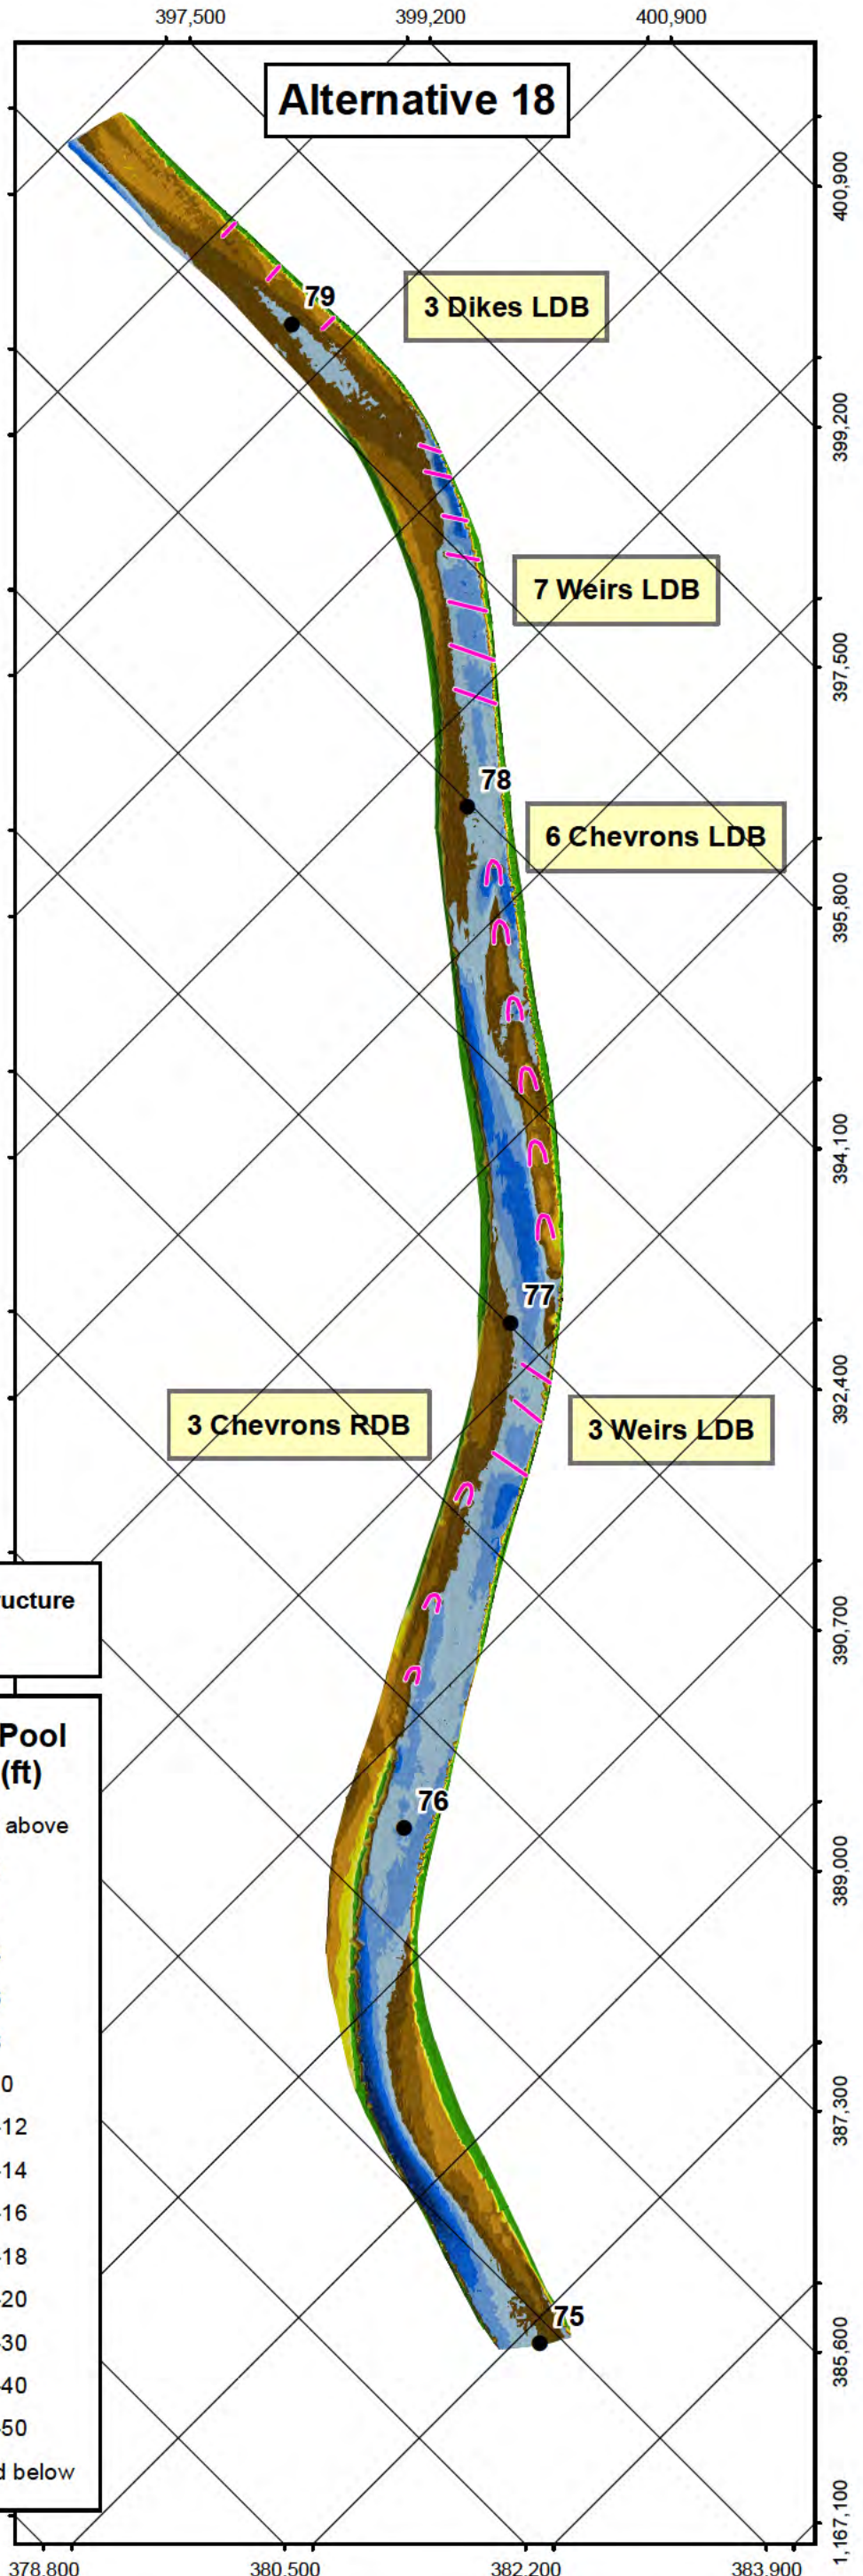 397,500
399,200
400,900
Alternative 18
400,900
79
3 Dikes LDB
399,200
7 Weirs LDB
397,500
78
6 Chevrons LDB
395,800
394,100
77
392,400
3 Chevrons RDB
3 Weirs LDB
ucture
390,700
Pool
(ft)
above
76
389,000
0
-12
-14
387,300
-16
-18
-20
75
-30
385,600
-40
-50
d below
1,167,100
378,800
380,500
382,200
383,900